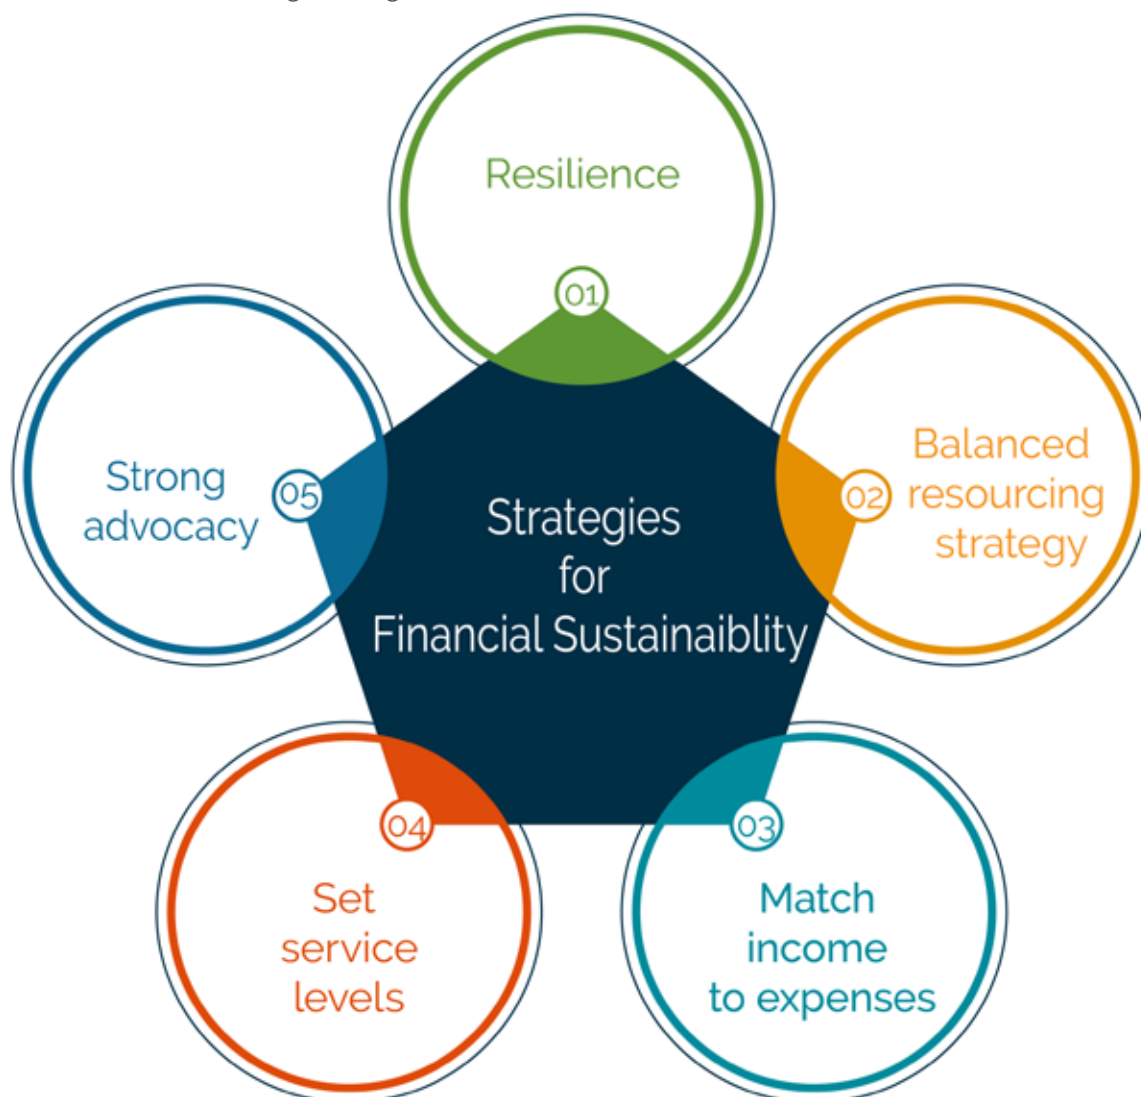 Resilience
01
Balanced
resourcing
strategy
02
Strategies
for
Financial Sustainaiblity
Match
income
to expenses
03
Set
service
levels
04
Strong
advocacy
05